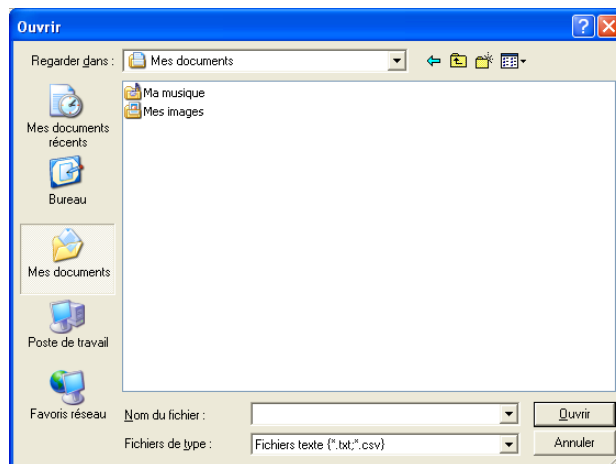 Ouvrir
Regarder dans :
Mes documents
Ma musique
Mes images
Mes documents
récents
Bureau
Mes documents
Poste de travail
Favoris réseau
Nom du fichier :
Ouvrir
Fichiers de type :
Fichiers texte (*.txt;*.csv)
Annuler